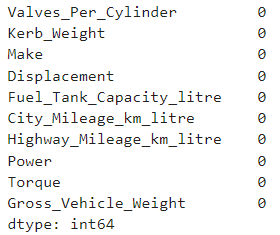 Valves_Per_Cylinder 0
Kerb_Weight 0
Make 0
Displacement 0
Fuel_Tank_Capacity_litre 0
City_Mileage_km_litre 0
Highway_Mileage_km_litre 0
Power 0
Torque 0
Gross_Vehicle_Weight 0
dtype: int64